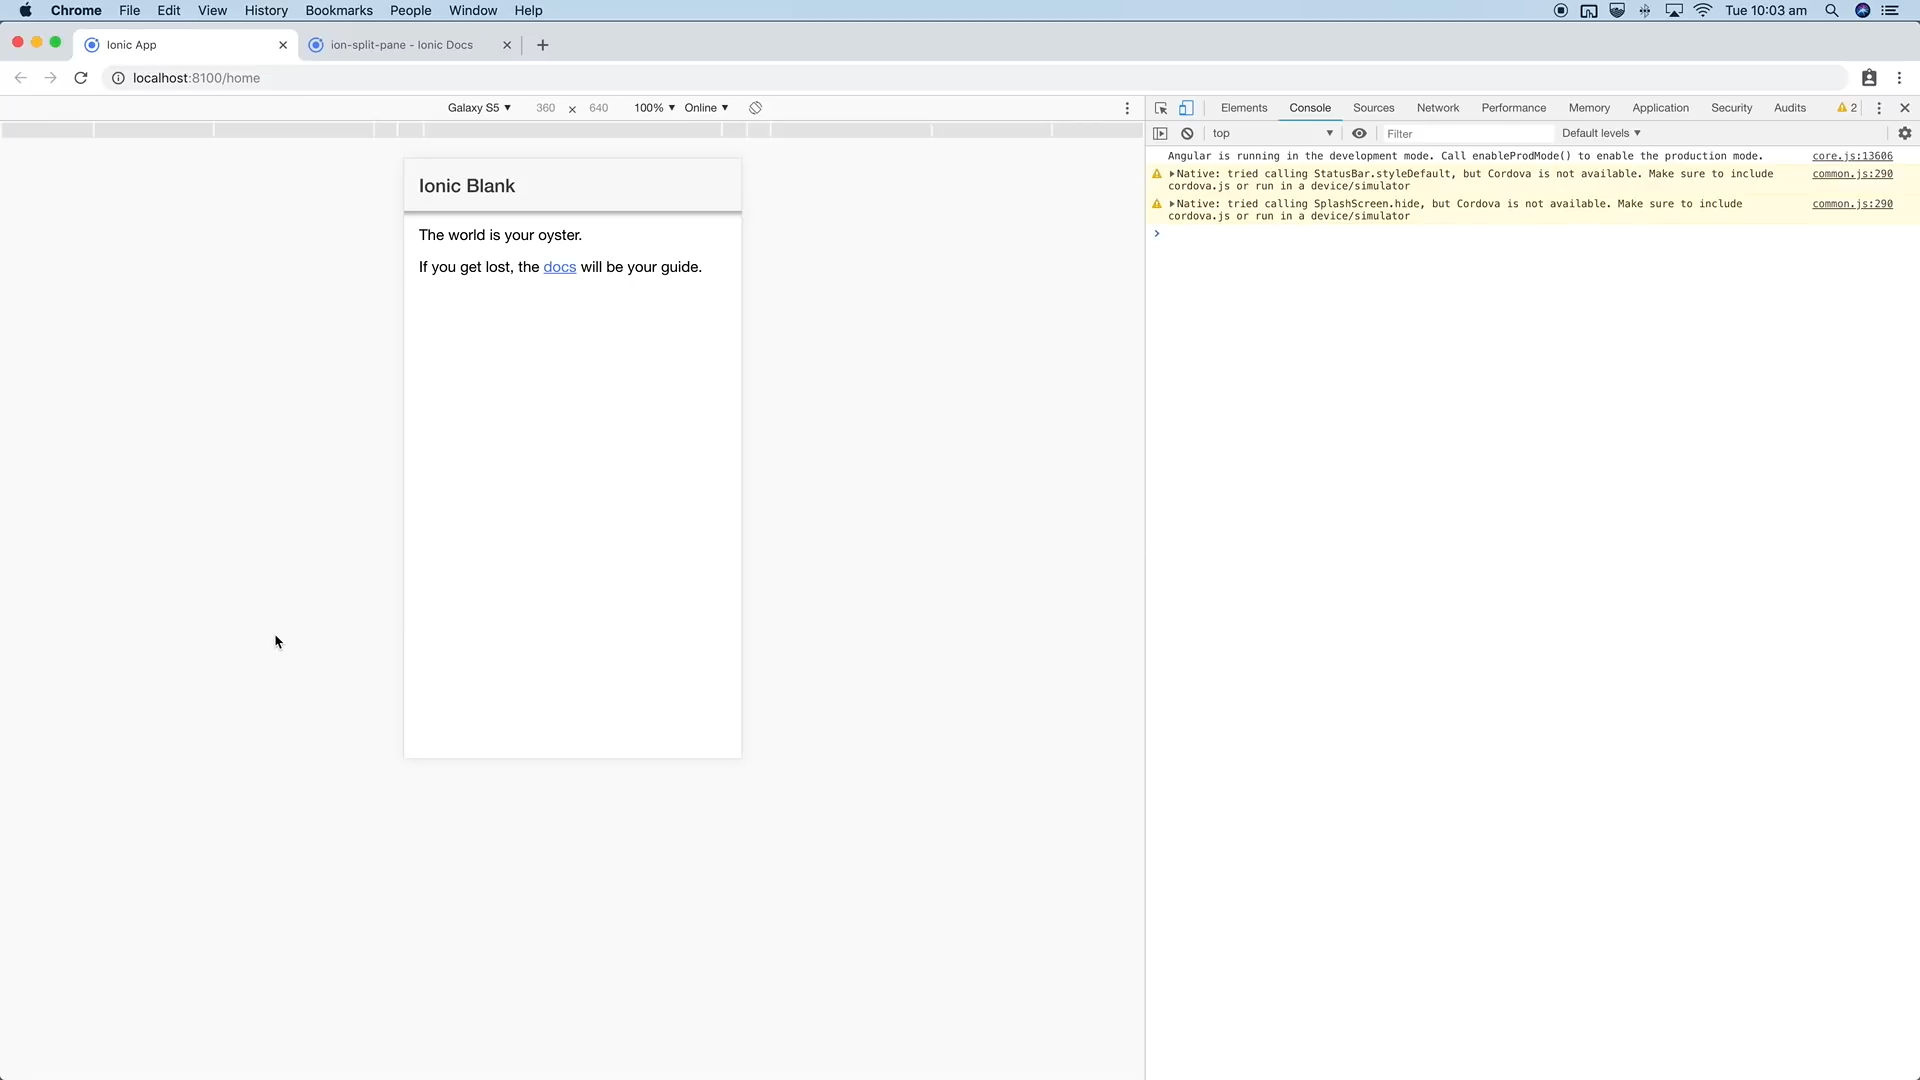 Chrome File Edit View History Bookmarks People Window Help Tue 10:03 am
Ionic App ion-split-pane - Ionic Docs
localhost:8100/home
Galaxy S5 360 × 640 100% Online
Elements Console Sources Network Performance Memory Application Security Audits 2
top Filter Default levels
Angular is running in the development mode. Call enableProdMode() to enable the production mode. core.js:13606
Native: tried calling StatusBar.styleDefault, but Cordova is not available. Make sure to include common.js:290
cordova.js or run in a device/simulator
Native: tried calling SplashScreen.hide, but Cordova is not available. Make sure to include common.js:290
cordova.js or run in a device/simulator
Ionic Blank
The world is your oyster.
If you get lost, the docs will be your guide.